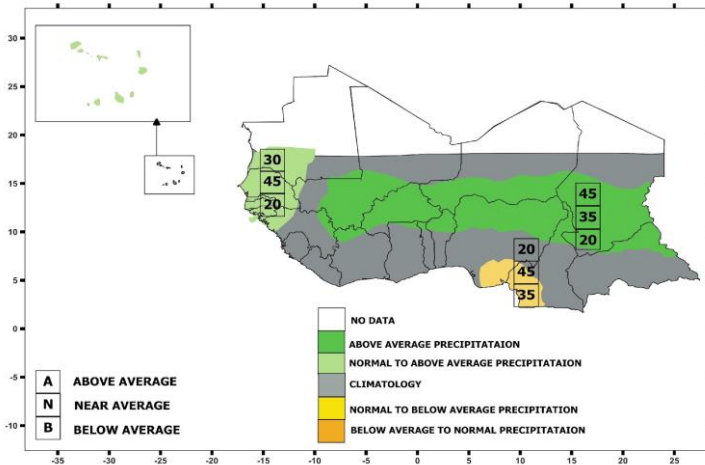 30
25
20
15
10
5
0
-5
-10
30
45
20
45
35
20
20
45
35
NO DATA
ABOVE AVERAGE PRECIPITATAION
NORMAL TO ABOVE AVERAGE PRECIPITATAION
CLIMATOLOGY
NORMAL TO BELOW AVERAGE PRECIPITATION
BELOW AVERAGE TO NORMAL PRECIPITATAION
A ABOVE AVERAGE
N NEAR AVERAGE
B BELOW AVERAGE
-35 -30 -25 -20 -15 -10 -5 0 5 10 15 20 25